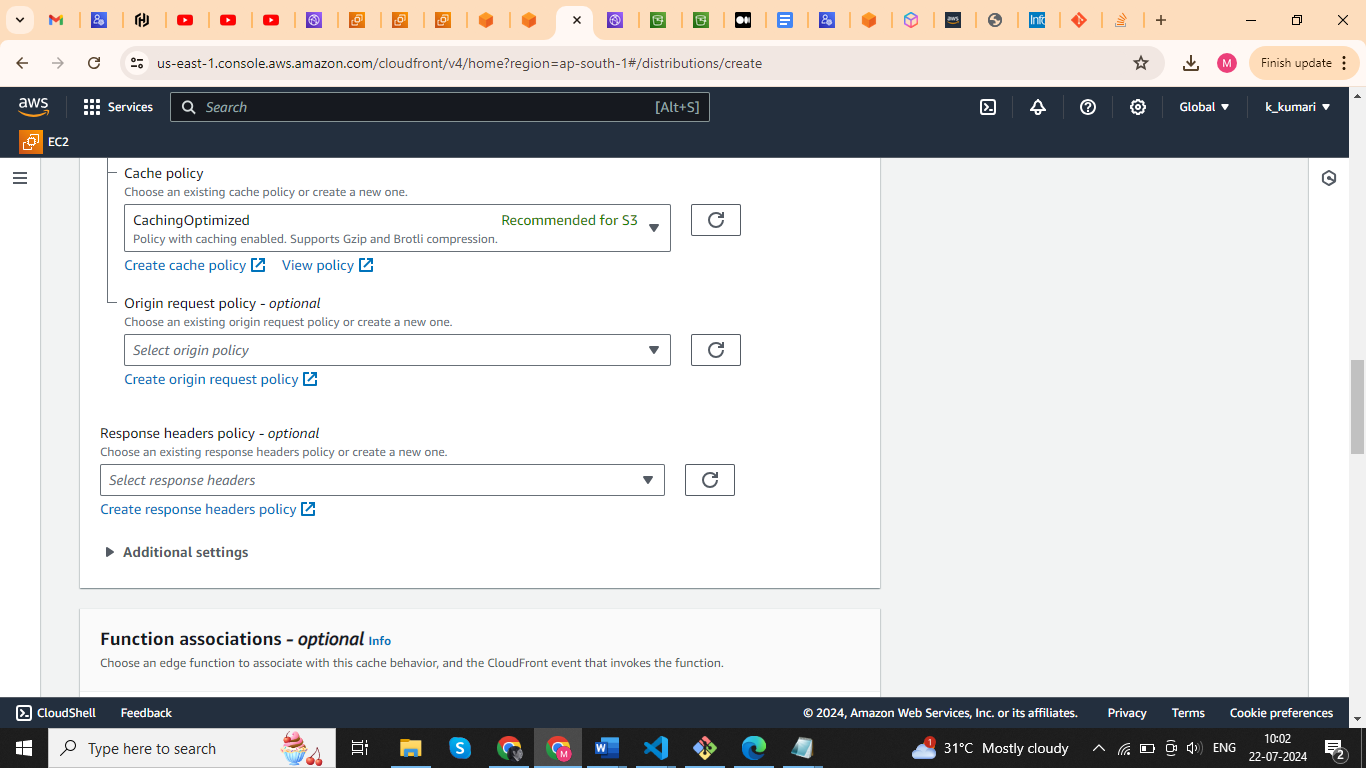 M
Finish update
us-east-1.console.aws.amazon.com/cloudfront/v4/home?region=ap-south-1#/distributions/create
aws
Services
Search
[Alt+S]
Global
k_kumari
EC2
Cache policy
Choose an existing cache policy or create a new one.
CachingOptimized
Recommended for S3
Policy with caching enabled. Supports Gzip and Brotli compression.
Create cache policy
View policy
Origin request policy - optional
Choose an existing origin request policy or create a new one.
Select origin policy
Create origin request policy
Response headers policy - optional
Choose an existing response headers policy or create a new one.
Select response headers
Create response headers policy
Additional settings
Function associations - optional Info
Choose an edge function to associate with this cache behavior, and the CloudFront event that invokes the function.
CloudShell
Feedback
© 2024, Amazon Web Services, Inc. or its affiliates.
Privacy
Terms
Cookie preferences
Type here to search
31°C Mostly cloudy
ENG
10:02
22-07-2024
2